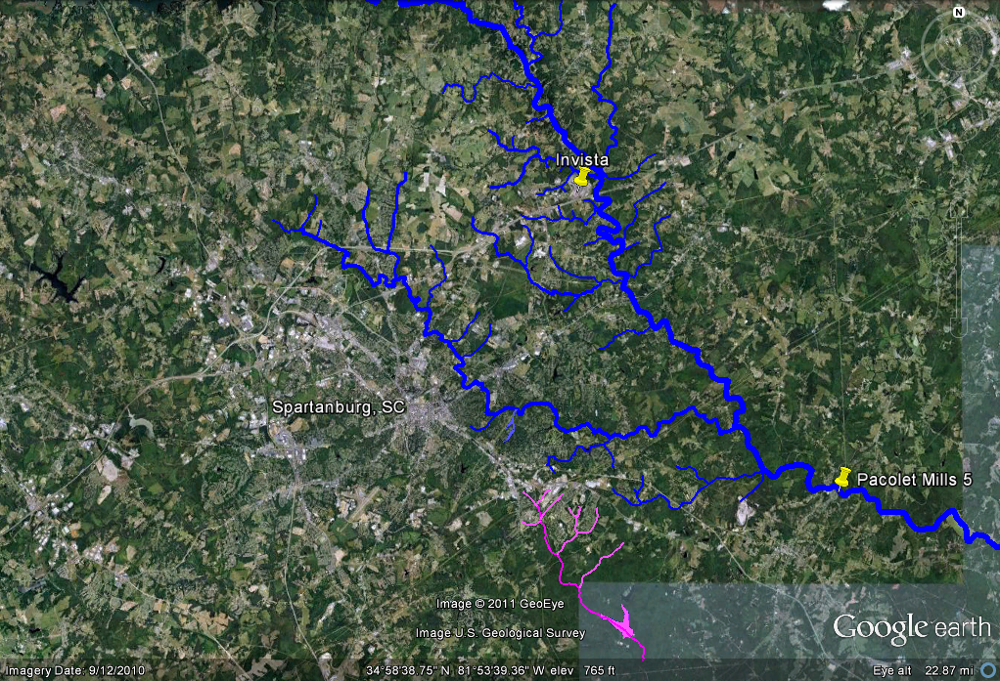 N
Invista
Spartanburg, SC
Pacolet Mills 5
Image © 2011 GeoEye
Image U.S. Geological Survey
Google earth
Imagery Date: 9/12/2010
34°58'38.75" N 81°53'39.36" W elev 765 ft
Eye alt 22.87 mi